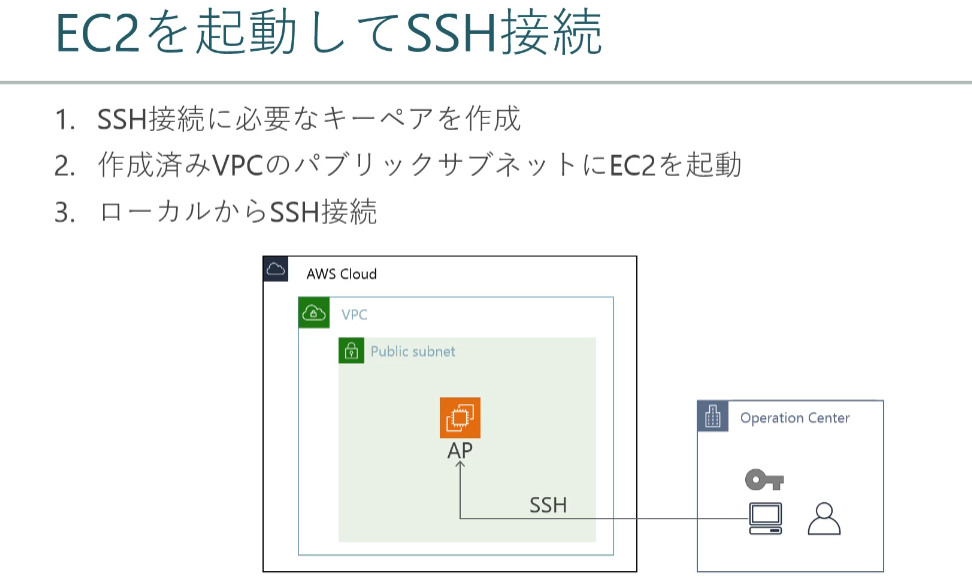 EC2を起動してSSH接続
1. SSH接続に必要なキーペアを作成
2. 作成済みVPCのパブリックサブネットにEC2を起動
3. ローカルからSSH接続
AWS Cloud
VPC
Public subnet
AP
SSH
Operation Center